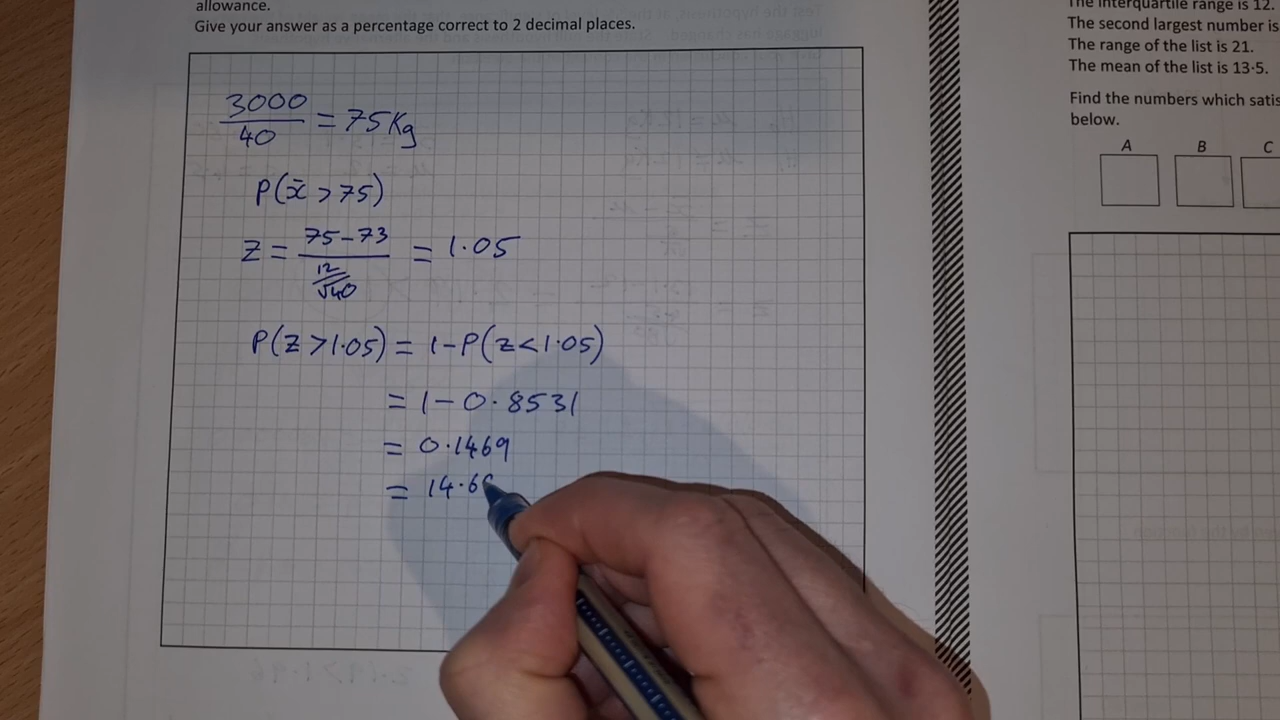 allowance.
Give your answer as a percentage correct to 2 decimal places.
3000/40 = 75Kg
P(x̄ > 75)
z = (75-73)/(12/√40) = 1.05
P(z > 1.05) = 1 - P(z < 1.05)
= 1 - 0.8531
= 0.1469
= 14.6
The interquartile range is 12.
The second largest number is
The range of the list is 21.
The mean of the list is 13·5.
Find the numbers which satis
below.
A B C